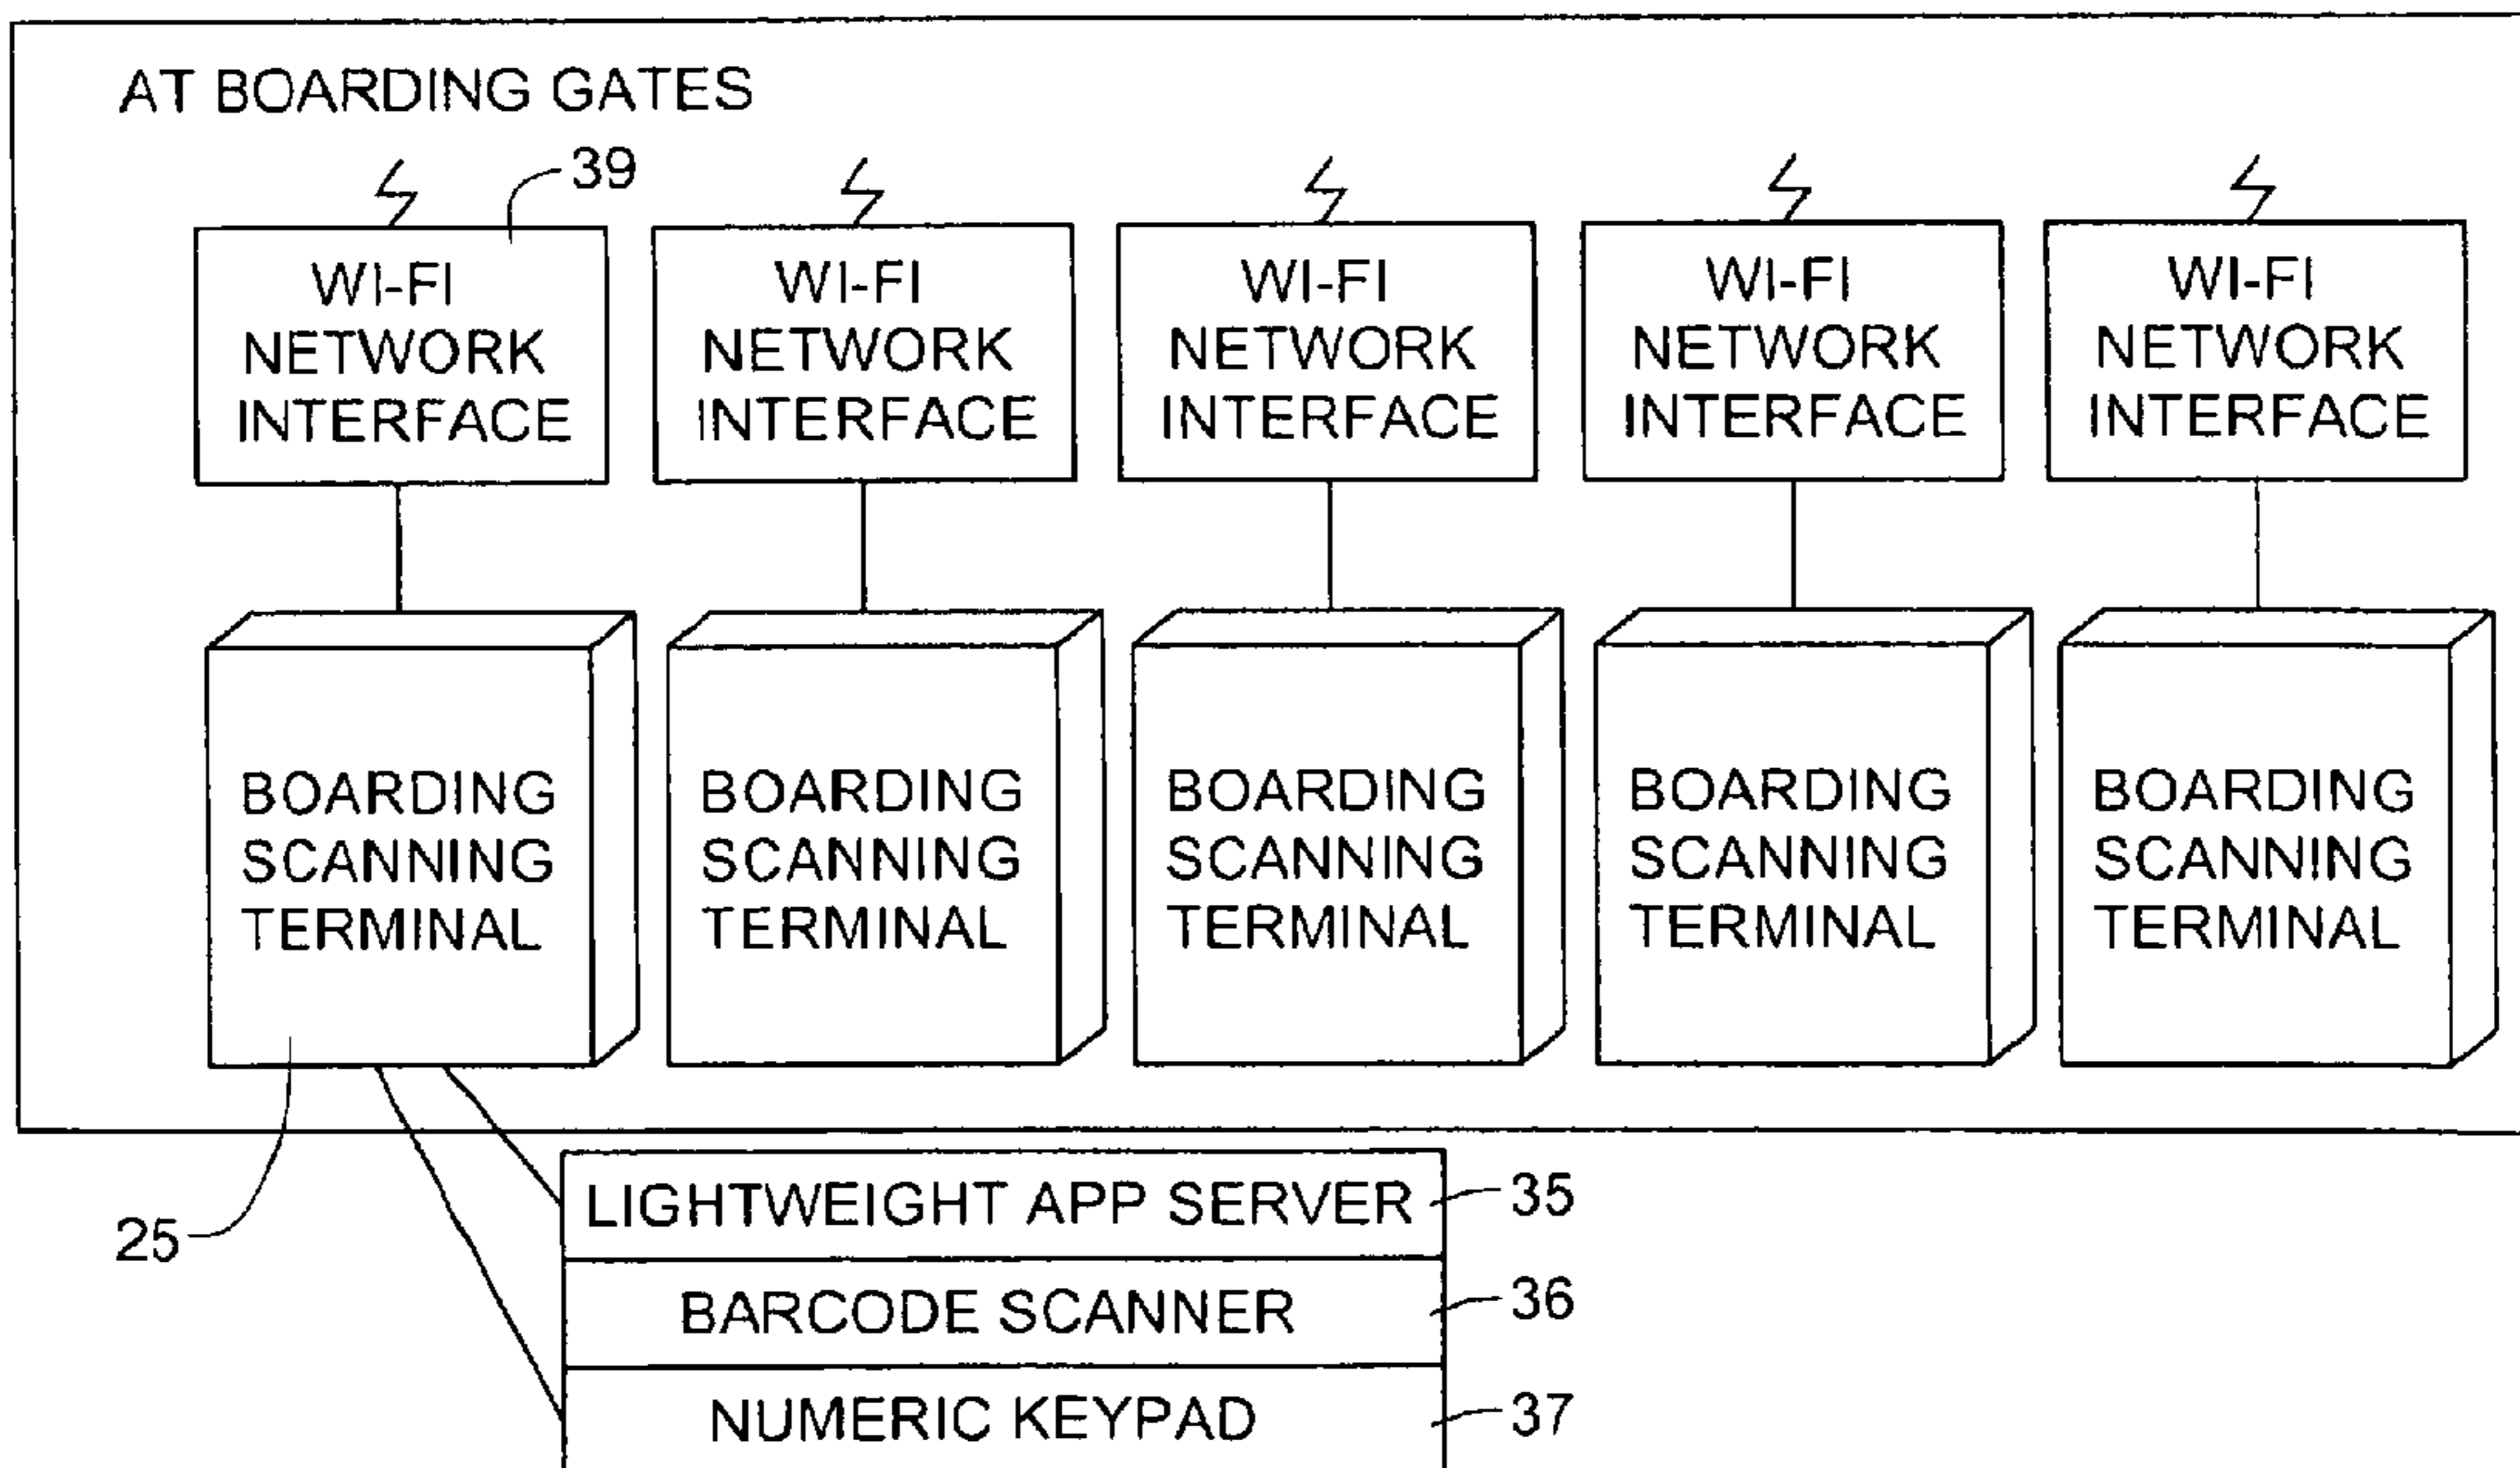 AT BOARDING GATES
39
WI-FI
NETWORK
INTERFACE
WI-FI
NETWORK
INTERFACE
WI-FI
NETWORK
INTERFACE
WI-FI
NETWORK
INTERFACE
WI-FI
NETWORK
INTERFACE
BOARDING
SCANNING
TERMINAL
BOARDING
SCANNING
TERMINAL
BOARDING
SCANNING
TERMINAL
BOARDING
SCANNING
TERMINAL
BOARDING
SCANNING
TERMINAL
25
LIGHTWEIGHT APP SERVER 35
BARCODE SCANNER 36
NUMERIC KEYPAD 37